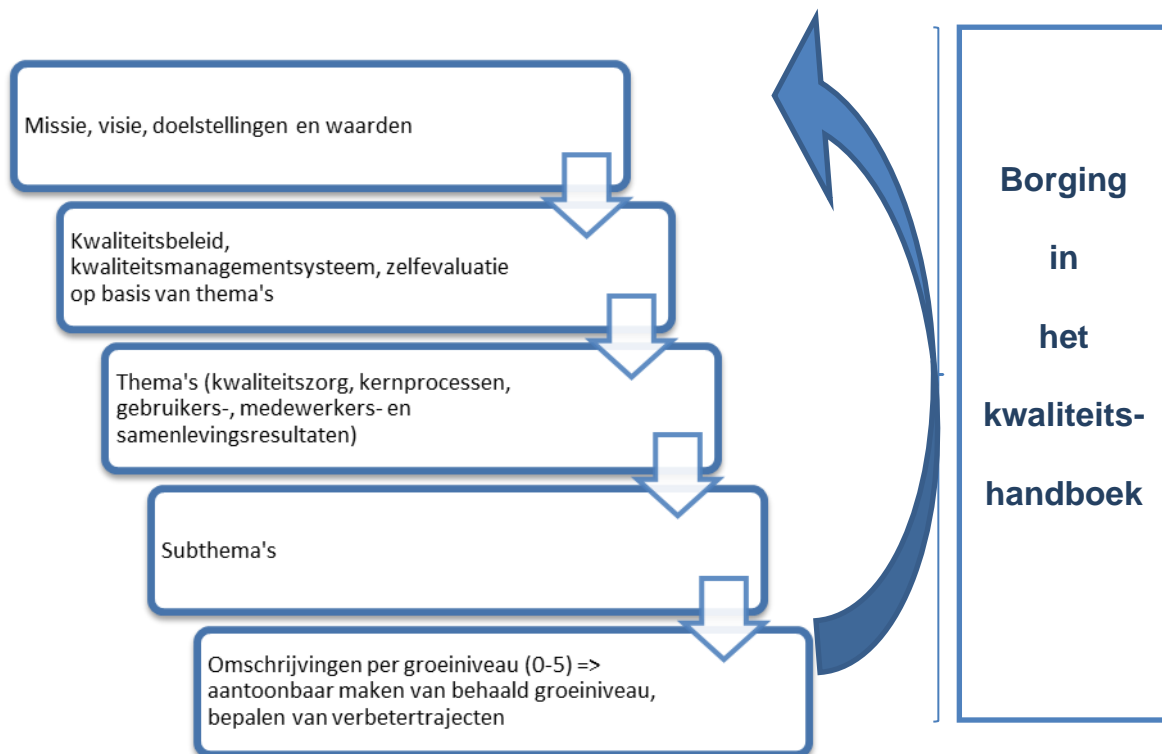 Missie, visie, doelstellingen en waarden
Kwaliteitsbeleid,
kwaliteitsmanagementsysteem, zelfevaluatie
op basis van thema's
Thema's (kwaliteitszorg, kernprocessen,
gebruikers-, medewerkers- en
samenlevingsresultaten)
Subthema's
Omschrijvingen per groeiniveau (0-5) =>
aantoonbaar maken van behaald groeiniveau,
bepalen van verbetertrajecten
Borging
in
het
kwaliteits-
handboek